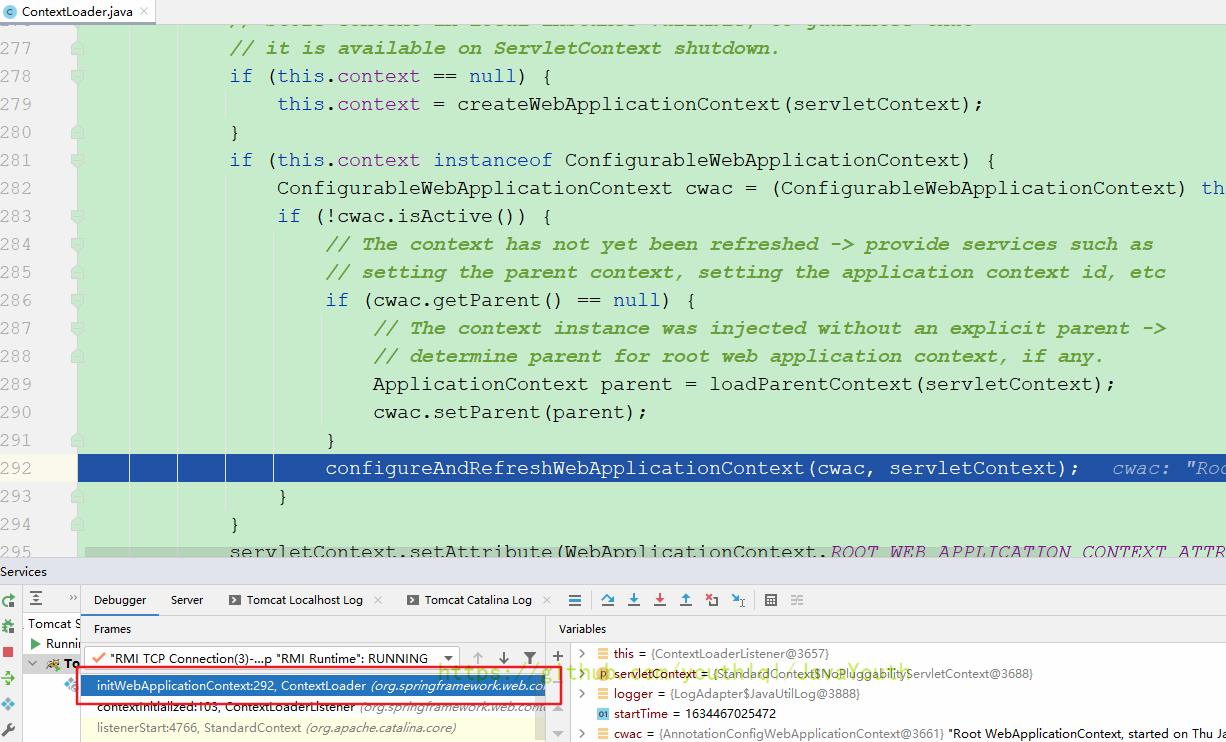 ContextLoader.java
277 // it is available on ServletContext shutdown.
278 if (this.context == null) {
279 this.context = createWebApplicationContext(servletContext);
280 }
281 if (this.context instanceof ConfigurableWebApplicationContext) {
282 ConfigurableWebApplicationContext cwac = (ConfigurableWebApplicationContext) th
283 if (!cwac.isActive()) {
284 // The context has not yet been refreshed -> provide services such as
285 // setting the parent context, setting the application context id, etc
286 if (cwac.getParent() == null) {
287 // The context instance was injected without an explicit parent ->
288 // determine parent for root web application context, if any.
289 ApplicationContext parent = loadParentContext(servletContext);
290 cwac.setParent(parent);
291 }
292 configureAndRefreshWebApplicationContext(cwac, servletContext); cwac: "Roo
293 }
294 }
295 servletContext.setAttribute(WebApplicationContext.ROOT_WEB_APPLICATION_CONTEXT_ATTR
Services
Debugger Server Tomcat Localhost Log Tomcat Catalina Log
Tomcat S
Runnin
To
Frames
"RMI TCP Connection(3)-...p "RMI Runtime": RUNNING
initWebApplicationContext:292, ContextLoader (org.springframework.web.con
contextInitialized:103, ContextLoaderListener (org.springframework.web.conte
listenerStart:4766, StandardContext (org.apache.catalina.core)
Variables
this = {ContextLoaderListener@3657}
servletContext = {StandardContext$NoPluggabilityServletContext@3688}
logger = {LogAdapter$JavaUtilLog@3888}
startTime = 1634467025472
cwac = {AnnotationConfigWebApplicationContext@3661} "Root WebApplicationContext, started on Thu Ja
https://github.com/youthlql/JavaYouth